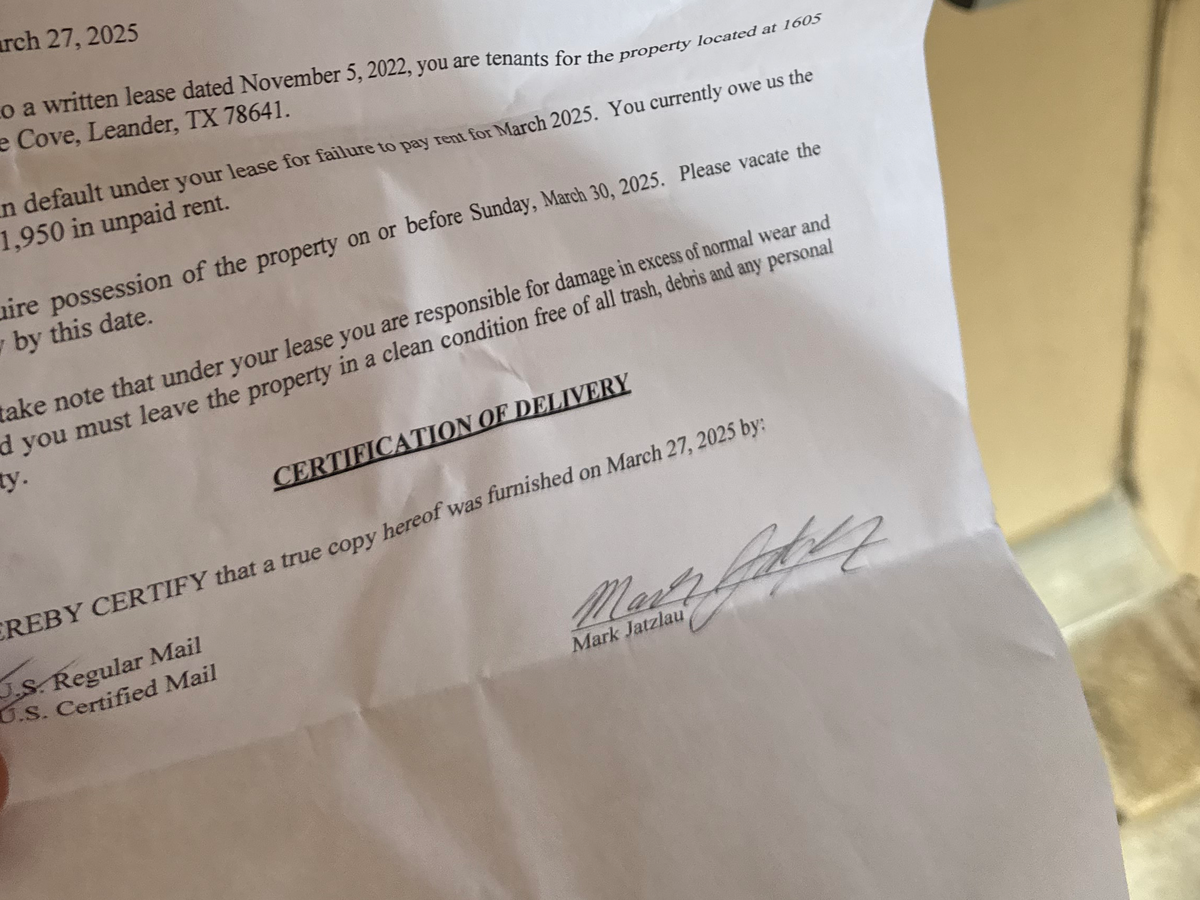 rch 27, 2025
o a written lease dated November 5, 2022, you are tenants for the property located at 1605
e Cove, Leander, TX 78641.
n default under your lease for failure to pay rent for March 2025. You currently owe us the
1,950 in unpaid rent.
uire possession of the property on or before Sunday, March 30, 2025. Please vacate the
y by this date.
take note that under your lease you are responsible for damage in excess of normal wear and
d you must leave the property in a clean condition free of all trash, debris and any personal
ty.
CERTIFICATION OF DELIVERY
EREBY CERTIFY that a true copy hereof was furnished on March 27, 2025 by:
Mark Jatzlau
Mark Jatzlau
U.S. Regular Mail
U.S. Certified Mail